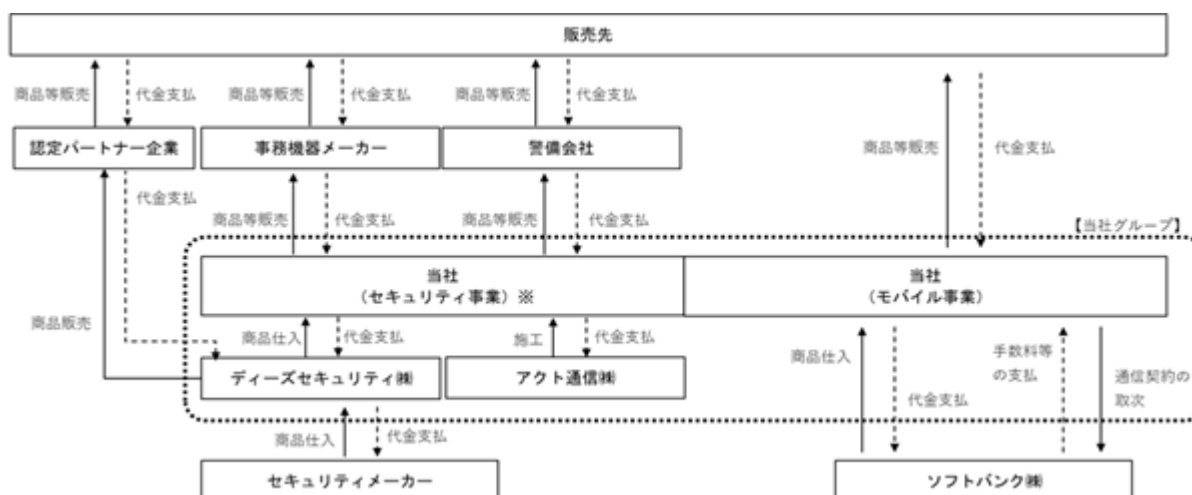 販売先
商品等販売
代金支払
商品等販売
代金支払
商品等販売
代金支払
商品等販売
代金支払
認定パートナー企業
事務機器メーカー
警備会社
代金支払
商品等販売
代金支払
商品等販売
代金支払
【当社グループ】
当社
(セキュリティ事業)※
当社
(モバイル事業)
商品販売
商品仕入
代金支払
施工
代金支払
商品仕入
代金支払
手数料等
の支払
通信契約の
取次
ディーズセキュリティ㈱
アクト通信㈱
商品仕入
代金支払
セキュリティメーカー
ソフトバンク㈱